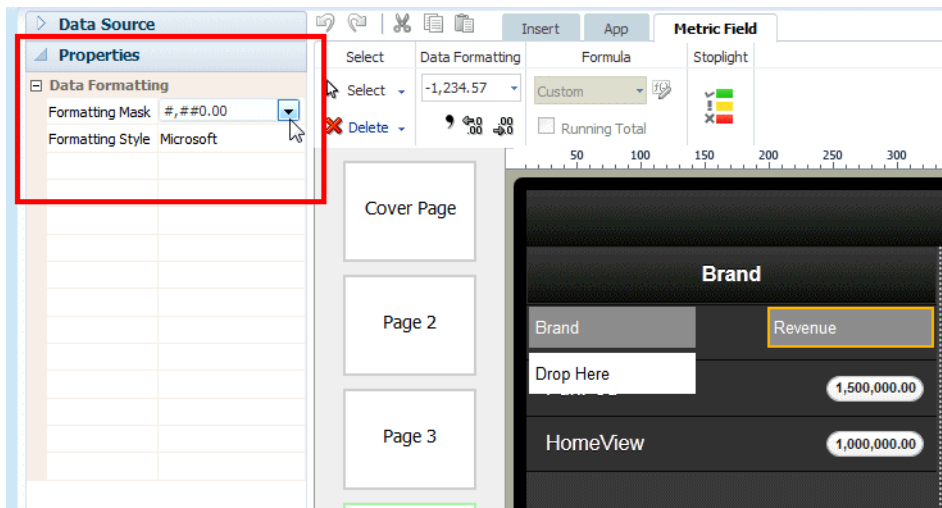 Data Source
Properties
Data Formatting
Formatting Mask #,##0.00
Formatting Style Microsoft
Insert App Metric Field
Select Data Formatting Formula Stoplight
Select -1,234.57 Custom f(x)
Delete , .00 .00 Running Total
50 100 150 200 250 300
Cover Page
Page 2
Page 3
Brand
Brand Revenue
Drop Here
1,500,000.00
HomeView 1,000,000.00